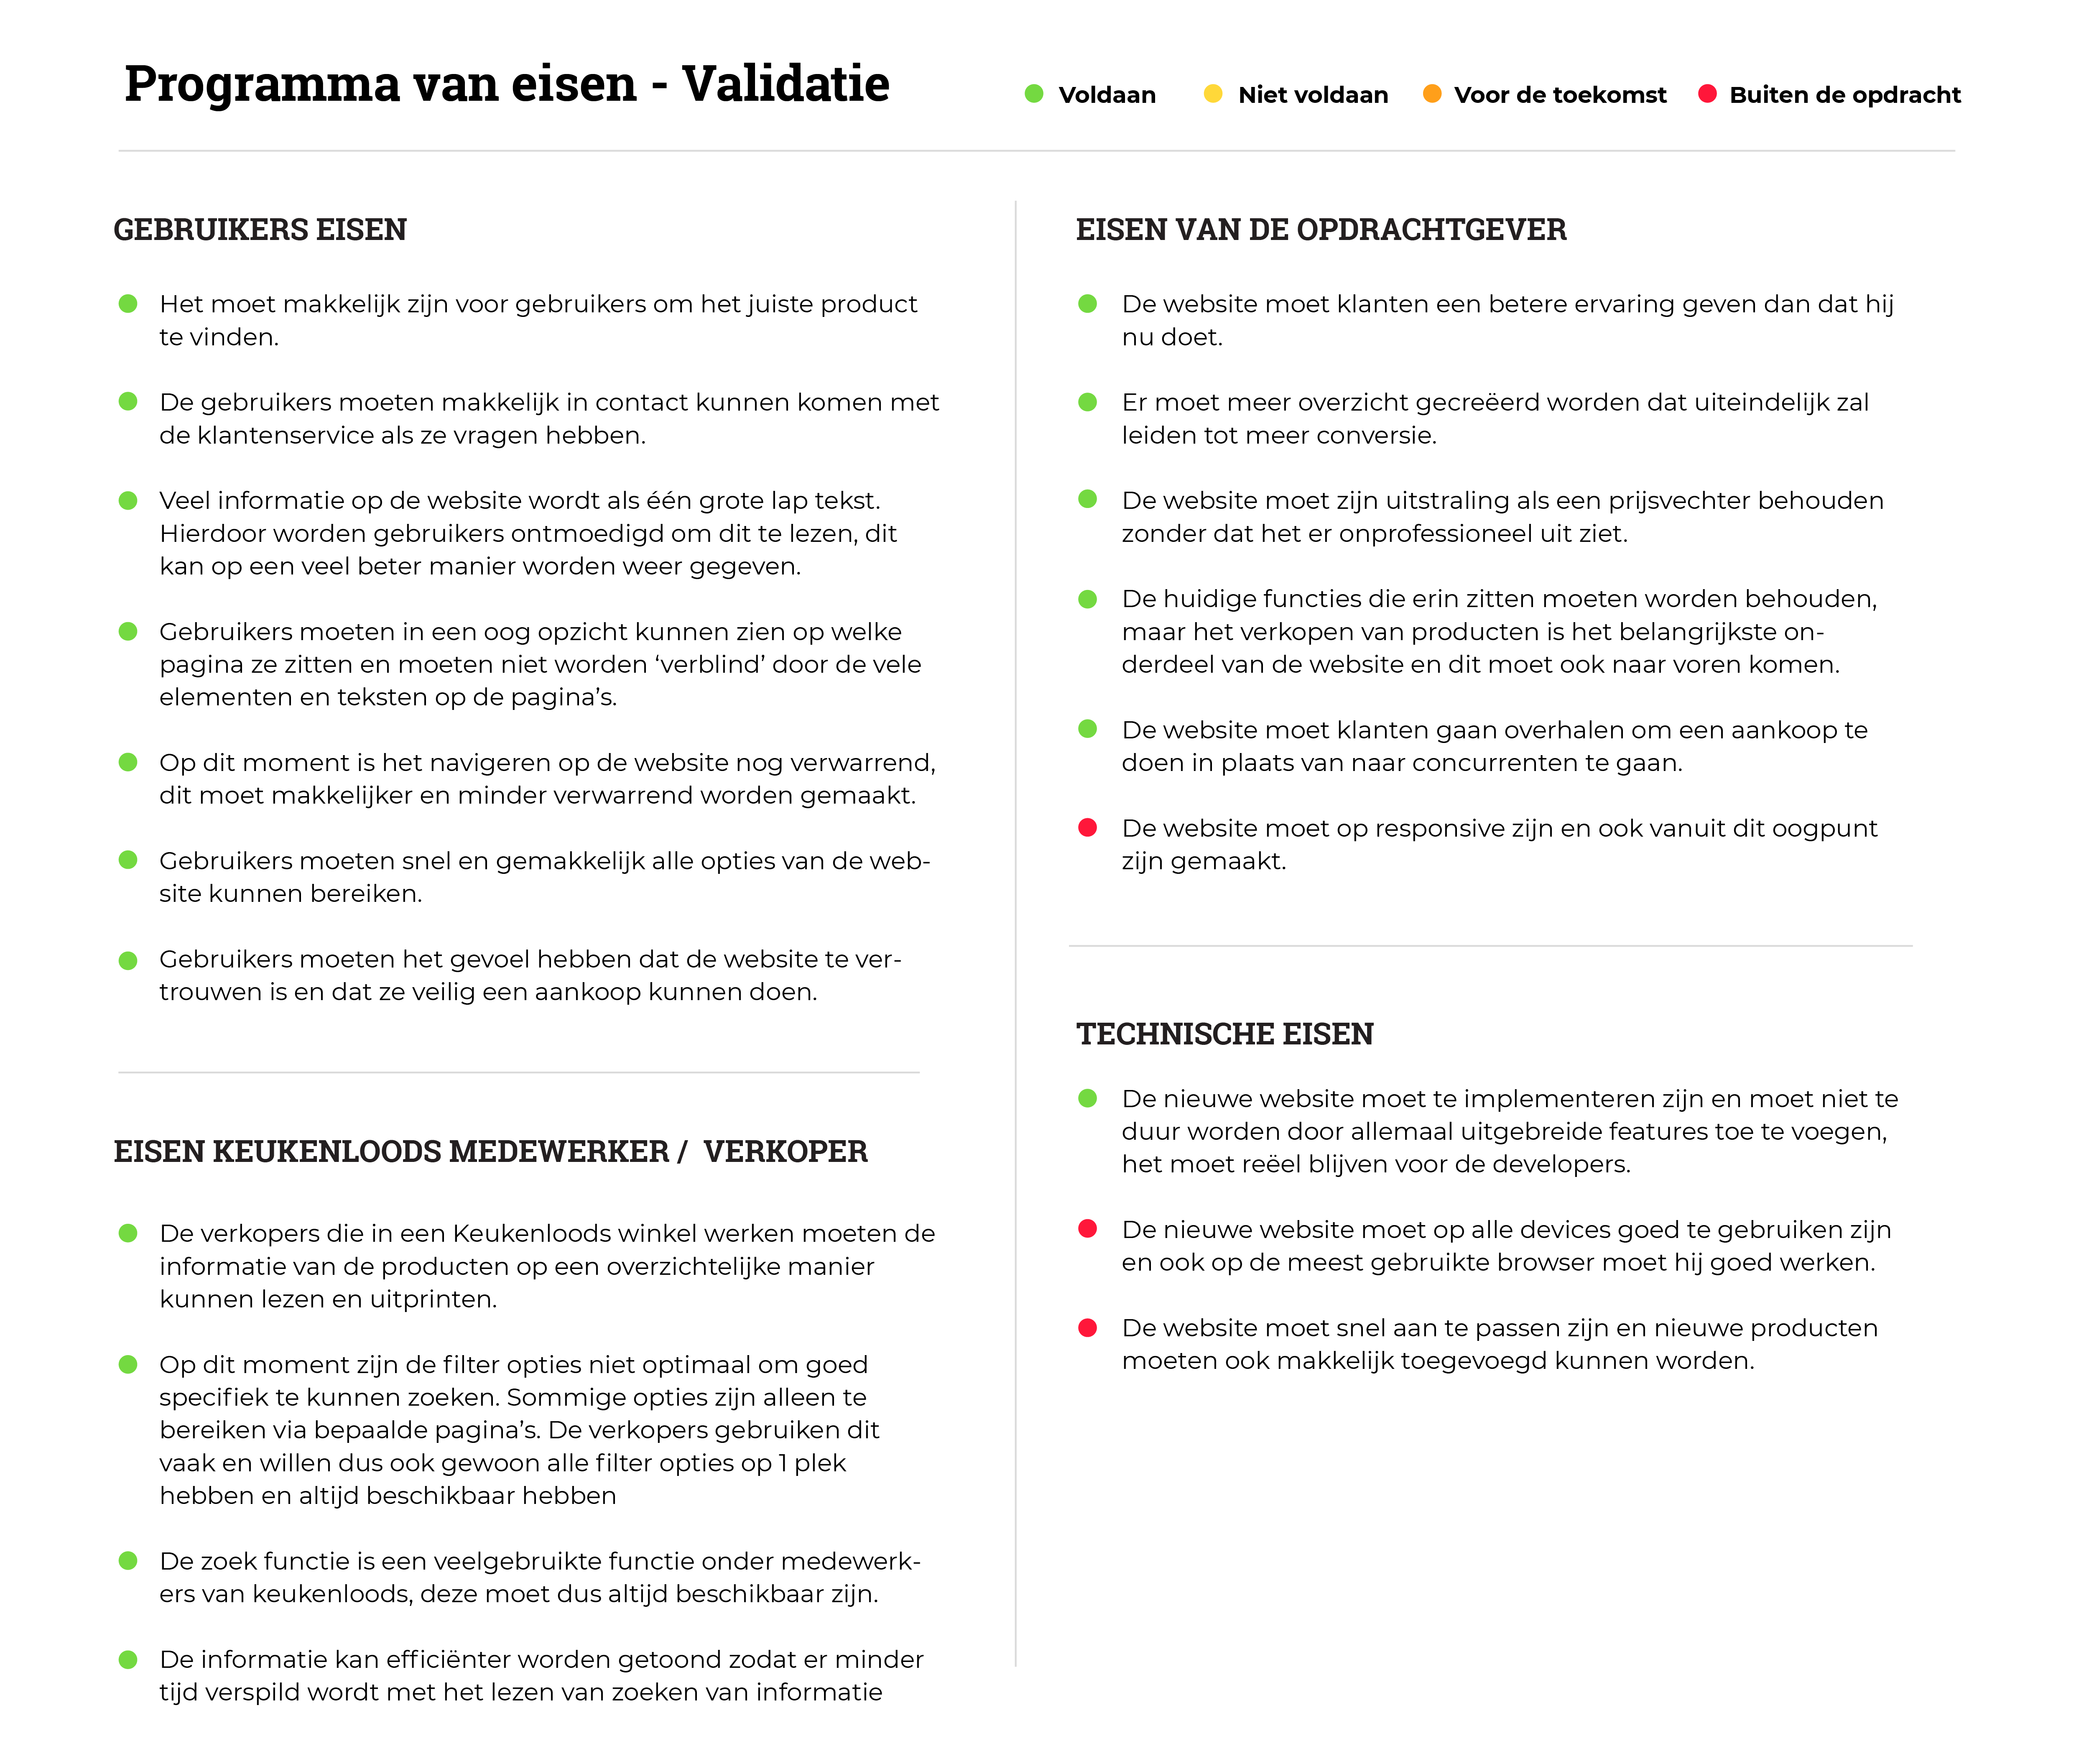 Programma van eisen - Validatie
Voldaan
Niet voldaan
Voor de toekomst
Buiten de opdracht
GEBRUIKERS EISEN
Het moet makkelijk zijn voor gebruikers om het juiste product
te vinden.
De gebruikers moeten makkelijk in contact kunnen komen met
de klantenservice als ze vragen hebben.
Veel informatie op de website wordt als één grote lap tekst.
Hierdoor worden gebruikers ontmoedigd om dit te lezen, dit
kan op een veel beter manier worden weer gegeven.
Gebruikers moeten in een oog opzicht kunnen zien op welke
pagina ze zitten en moeten niet worden ‘verblind’ door de vele
elementen en teksten op de pagina’s.
Op dit moment is het navigeren op de website nog verwarrend,
dit moet makkelijker en minder verwarrend worden gemaakt.
Gebruikers moeten snel en gemakkelijk alle opties van de web-
site kunnen bereiken.
Gebruikers moeten het gevoel hebben dat de website te ver-
trouwen is en dat ze veilig een aankoop kunnen doen.
EISEN KEUKENLOODS MEDEWERKER / VERKOPER
De verkopers die in een Keukenloods winkel werken moeten de
informatie van de producten op een overzichtelijke manier
kunnen lezen en uitprinten.
Op dit moment zijn de filter opties niet optimaal om goed
specifiek te kunnen zoeken. Sommige opties zijn alleen te
bereiken via bepaalde pagina’s. De verkopers gebruiken dit
vaak en willen dus ook gewoon alle filter opties op 1 plek
hebben en altijd beschikbaar hebben
De zoek functie is een veelgebruikte functie onder medewerk-
ers van keukenloods, deze moet dus altijd beschikbaar zijn.
De informatie kan efficiënter worden getoond zodat er minder
tijd verspild wordt met het lezen van zoeken van informatie
EISEN VAN DE OPDRACHTGEVER
De website moet klanten een betere ervaring geven dan dat hij
nu doet.
Er moet meer overzicht gecreëerd worden dat uiteindelijk zal
leiden tot meer conversie.
De website moet zijn uitstraling als een prijsvechter behouden
zonder dat het er onprofessioneel uit ziet.
De huidige functies die erin zitten moeten worden behouden,
maar het verkopen van producten is het belangrijkste on-
derdeel van de website en dit moet ook naar voren komen.
De website moet klanten gaan overhalen om een aankoop te
doen in plaats van naar concurrenten te gaan.
De website moet op responsive zijn en ook vanuit dit oogpunt
zijn gemaakt.
TECHNISCHE EISEN
De nieuwe website moet te implementeren zijn en moet niet te
duur worden door allemaal uitgebreide features toe te voegen,
het moet reëel blijven voor de developers.
De nieuwe website moet op alle devices goed te gebruiken zijn
en ook op de meest gebruikte browser moet hij goed werken.
De website moet snel aan te passen zijn en nieuwe producten
moeten ook makkelijk toegevoegd kunnen worden.